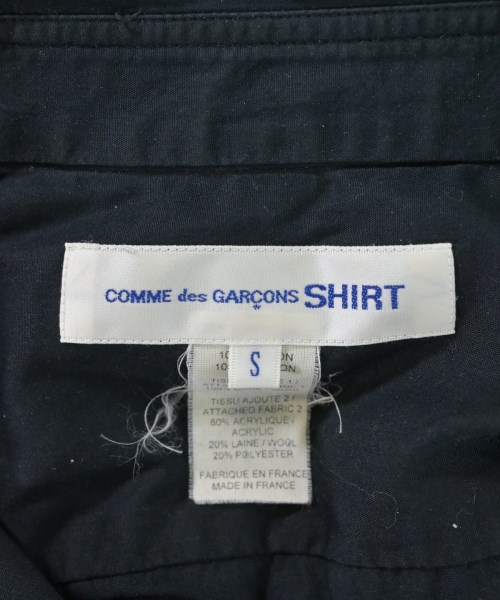 COMME des GARÇONS SHIRT
S
TISSU AJOUTE 2 /
ATTACHED FABRIC 2
60% ACRYLIQUE /
ACRYLIC
20% LAINE / WOOL
20% POLYESTER
FABRIQUE EN FRANCE
MADE IN FRANCE